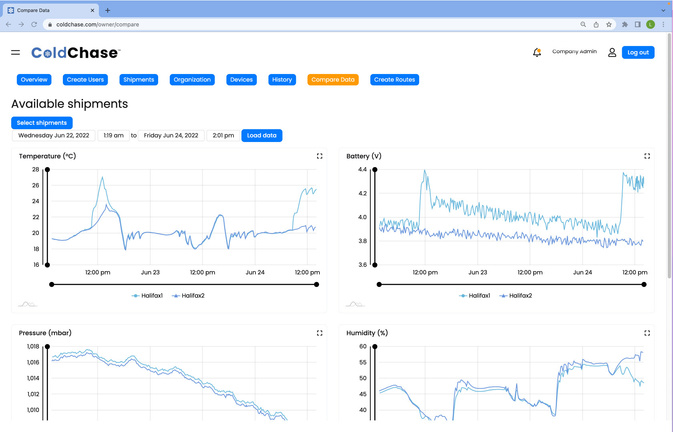 Compare Data
coldchase.com/owner/compare
L
ColdChase
Company Admin
Log out
Overview
Create Users
Shipments
Organization
Devices
History
Compare Data
Create Routes
Available shipments
Select shipments
Wednesday Jun 22, 2022 1:19 am to Friday Jun 24, 2022 2:01 pm Load data
Temperature (°C)
28
26
24
22
20
18
16
12:00 pm Jun 23 12:00 pm Jun 24 12:00 pm
Halifax1 Halifax2
Battery (V)
4.4
4.2
4.0
3.8
3.6
12:00 pm Jun 23 12:00 pm Jun 24 12:00 pm
Halifax1 Halifax2
Pressure (mbar)
1,018
1,016
1,014
1,012
1,010
Humidity (%)
60
55
50
45
40